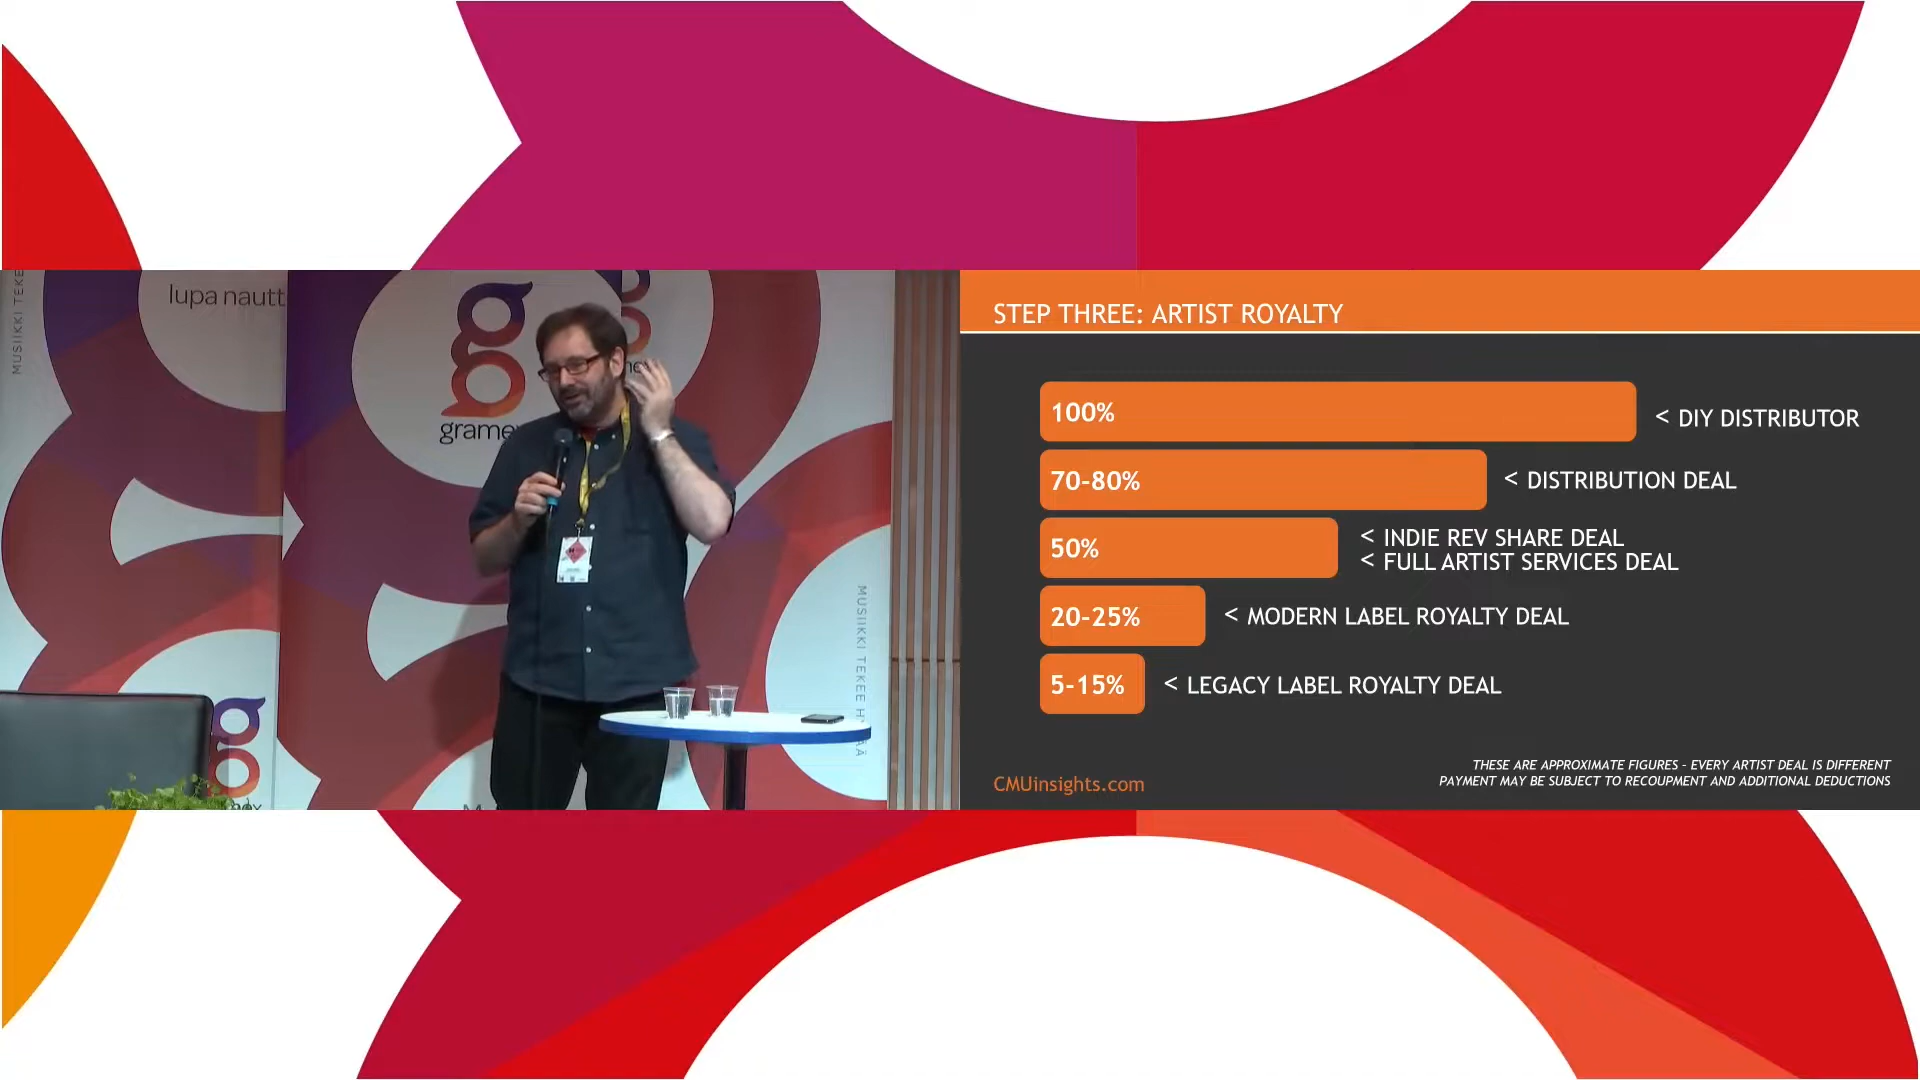 MUSIIKKI TEKE
lupa nautt
grame
MUSIIKKI TEKEE H
STEP THREE: ARTIST ROYALTY
100%
< DIY DISTRIBUTOR
70-80%
< DISTRIBUTION DEAL
50%
< INDIE REV SHARE DEAL
< FULL ARTIST SERVICES DEAL
20-25%
< MODERN LABEL ROYALTY DEAL
5-15%
< LEGACY LABEL ROYALTY DEAL
THESE ARE APPROXIMATE FIGURES - EVERY ARTIST DEAL IS DIFFERENT
PAYMENT MAY BE SUBJECT TO RECOUPMENT AND ADDITIONAL DEDUCTIONS
CMUinsights.com